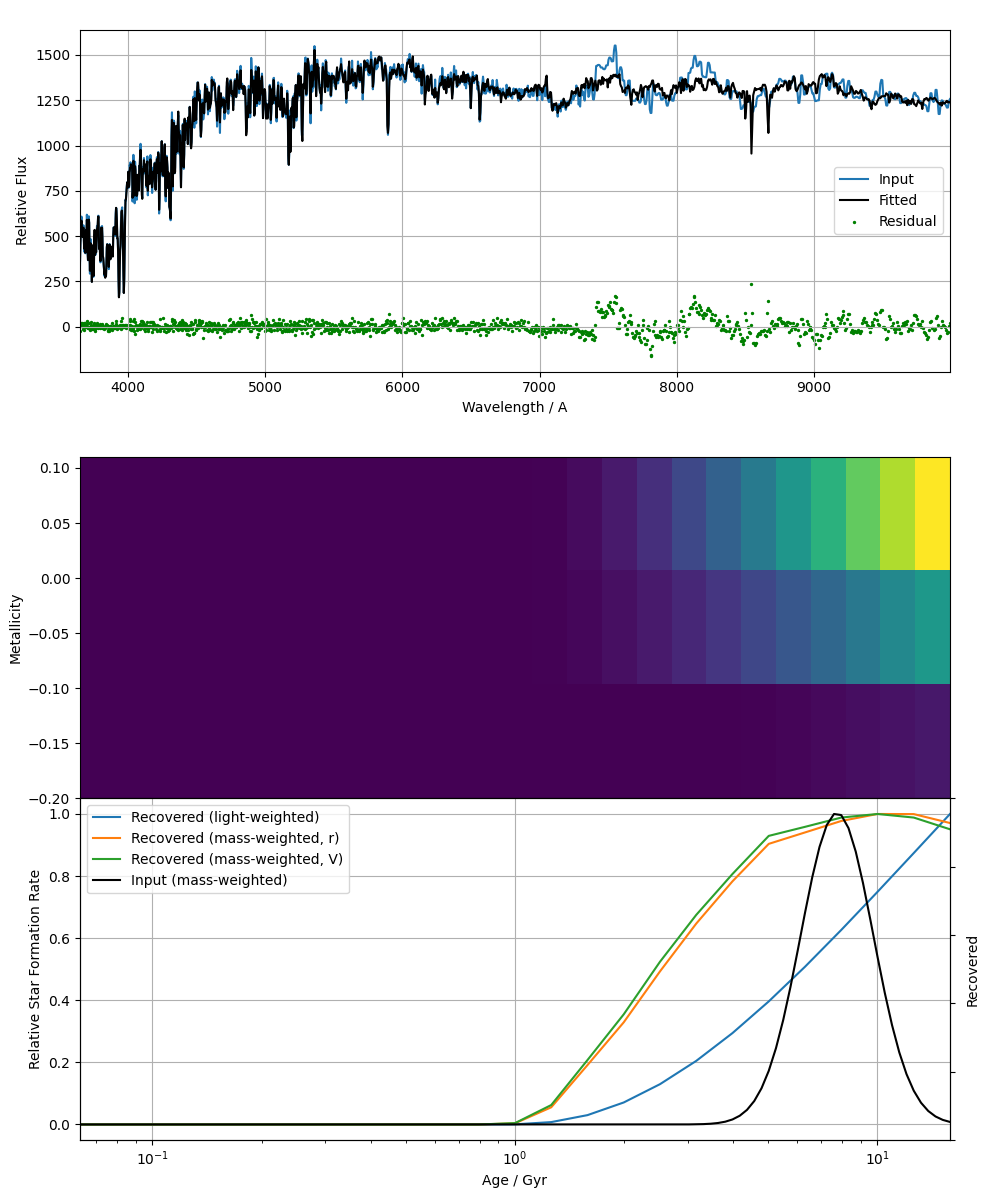 1500
1250
1000
750
500
250
0
Relative Flux
Input
Fitted
Residual
4000 5000 6000 7000 8000 9000
Wavelength / A
0.10
0.05
0.00
−0.05
−0.10
−0.15
−0.20
Metallicity
1.0
0.8
0.6
0.4
0.2
0.0
Relative Star Formation Rate
Recovered (light-weighted)
Recovered (mass-weighted, r)
Recovered (mass-weighted, V)
Input (mass-weighted)
Recovered
10⁻¹ 10⁰ 10¹
Age / Gyr